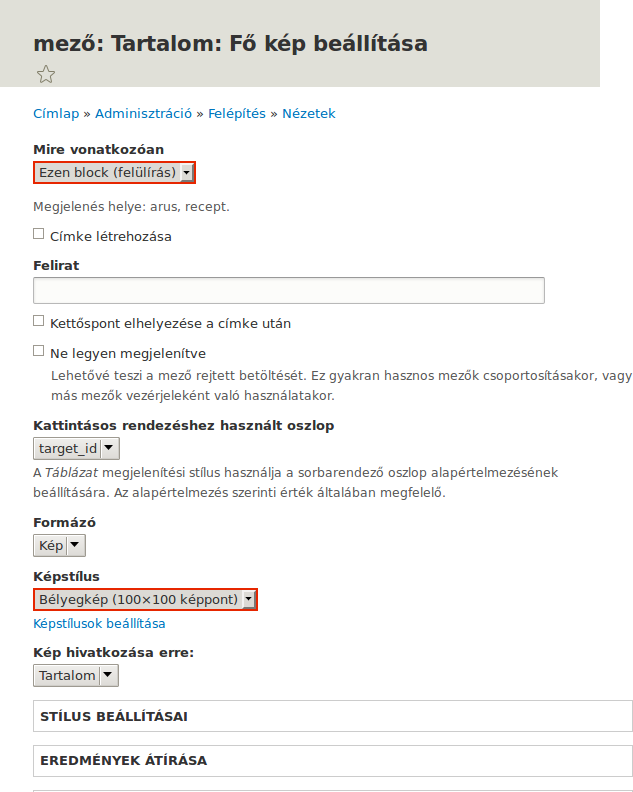 mező: Tartalom: Fő kép beállítása
Címlap » Adminisztráció » Felépítés » Nézetek
Mire vonatkozóan
Ezen block (felülírás)
Megjelenés helye: arus, recept.
Címke létrehozása
Felirat
Kettőspont elhelyezése a címke után
Ne legyen megjelenítve
Lehetővé teszi a mező rejtett betöltését. Ez gyakran hasznos mezők csoportosításakor, vagy
más mezők vezérjeleként való használatakor.
Kattintásos rendezéshez használt oszlop
target_id
A Táblázat megjelenítési stílus használja a sorbarendező oszlop alapértelmezésének
beállítására. Az alapértelmezés szerinti érték általában megfelelő.
Formázó
Kép
Képstílus
Bélyegkép (100×100 képpont)
Képstílusok beállítása
Kép hivatkozása erre:
Tartalom
STÍLUS BEÁLLÍTÁSAI
EREDMÉNYEK ÁTÍRÁSA